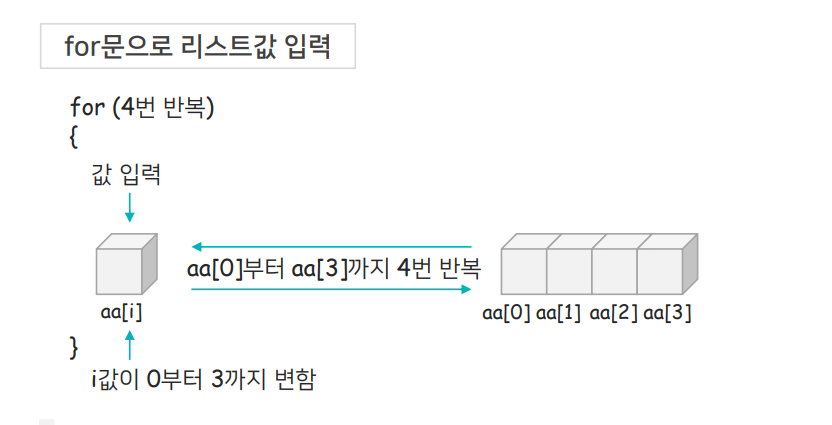 for문으로 리스트값 입력
for (4번 반복)
{
값 입력
aa[0]부터 aa[3]까지 4번 반복
aa[i]
aa[0] aa[1] aa[2] aa[3]
}
i값이 0부터 3까지 변함